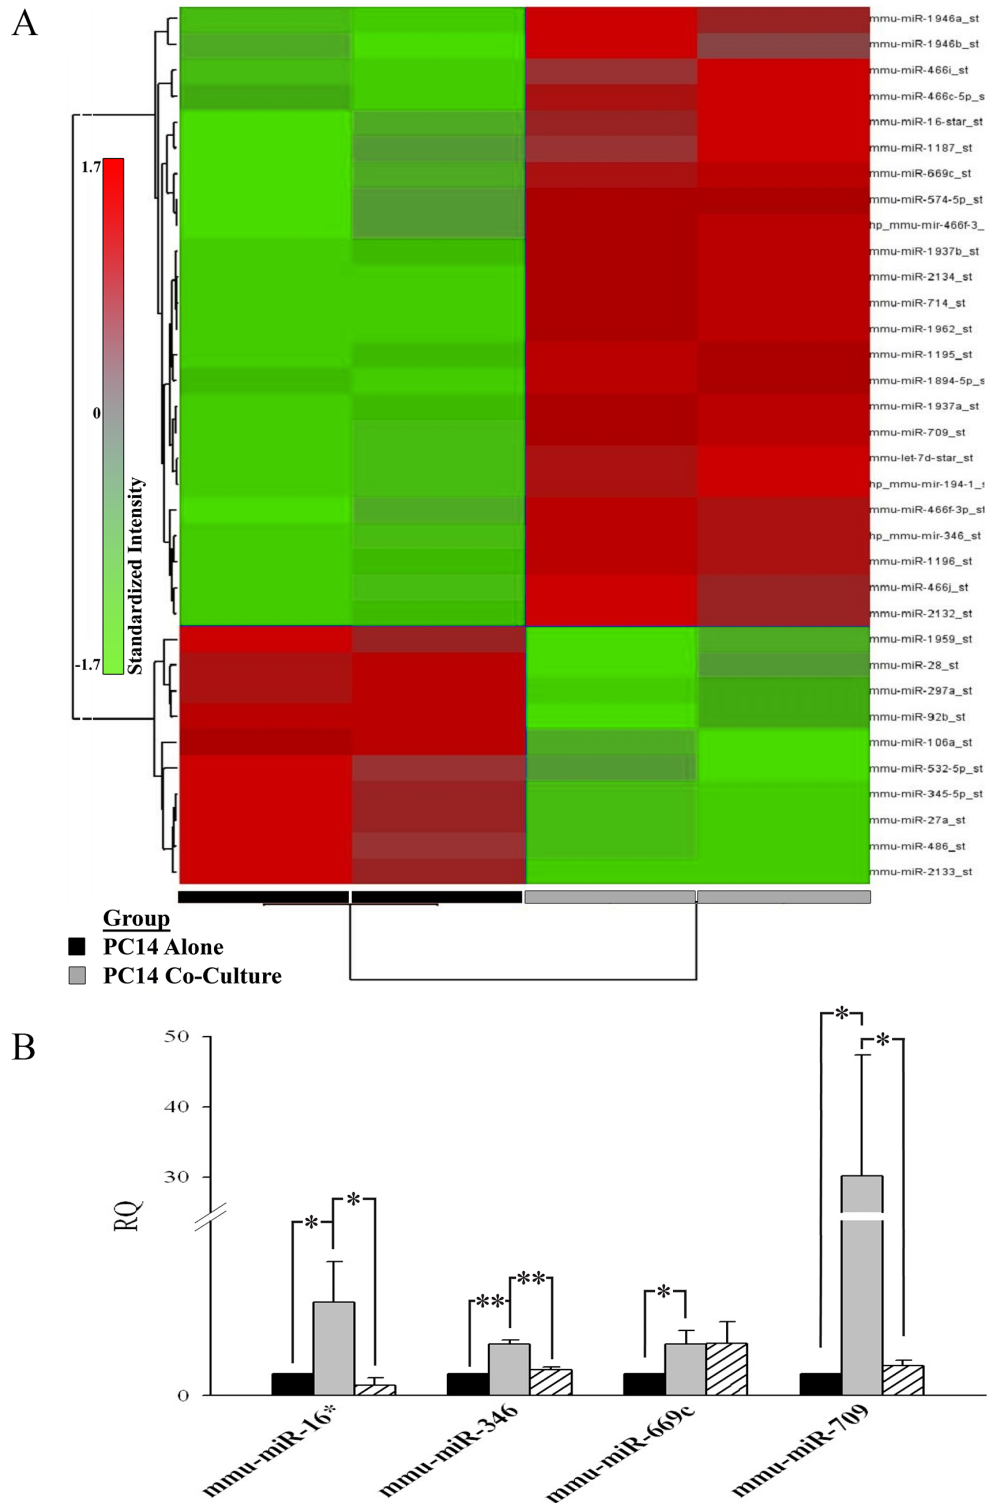 A
mmu-miR-1946a_st
mmu-miR-1946b_st
mmu-miR-466i_st
mmu-miR-466c-5p_s
mmu-miR-16-star_st
mmu-miR-1187_st
mmu-miR-669c_st
mmu-miR-574-5p_st
hp_mmu-mir-466f-3_
mmu-miR-1937b_st
mmu-miR-2134_st
mmu-miR-714_st
mmu-miR-1962_st
mmu-miR-1195_st
mmu-miR-1894-5p_s
mmu-miR-1937a_st
mmu-miR-709_st
mmu-let-7d-star_st
hp_mmu-mir-194-1_s
mmu-miR-466f-3p_st
hp_mmu-mir-346_st
mmu-miR-1196_st
mmu-miR-466j_st
mmu-miR-2132_st
mmu-miR-1959_st
mmu-miR-28_st
mmu-miR-297a_st
mmu-miR-92b_st
mmu-miR-106a_st
mmu-miR-532-5p_st
mmu-miR-345-5p_st
mmu-miR-27a_st
mmu-miR-486_st
mmu-miR-2133_st
1.7
0
-1.7
Standardized Intensity
Group
PC14 Alone
PC14 Co-Culture
B
50
40
30
0
RQ
* *
** **
*
* *
mmu-miR-16*
mmu-miR-346
mmu-miR-669c
mmu-miR-709